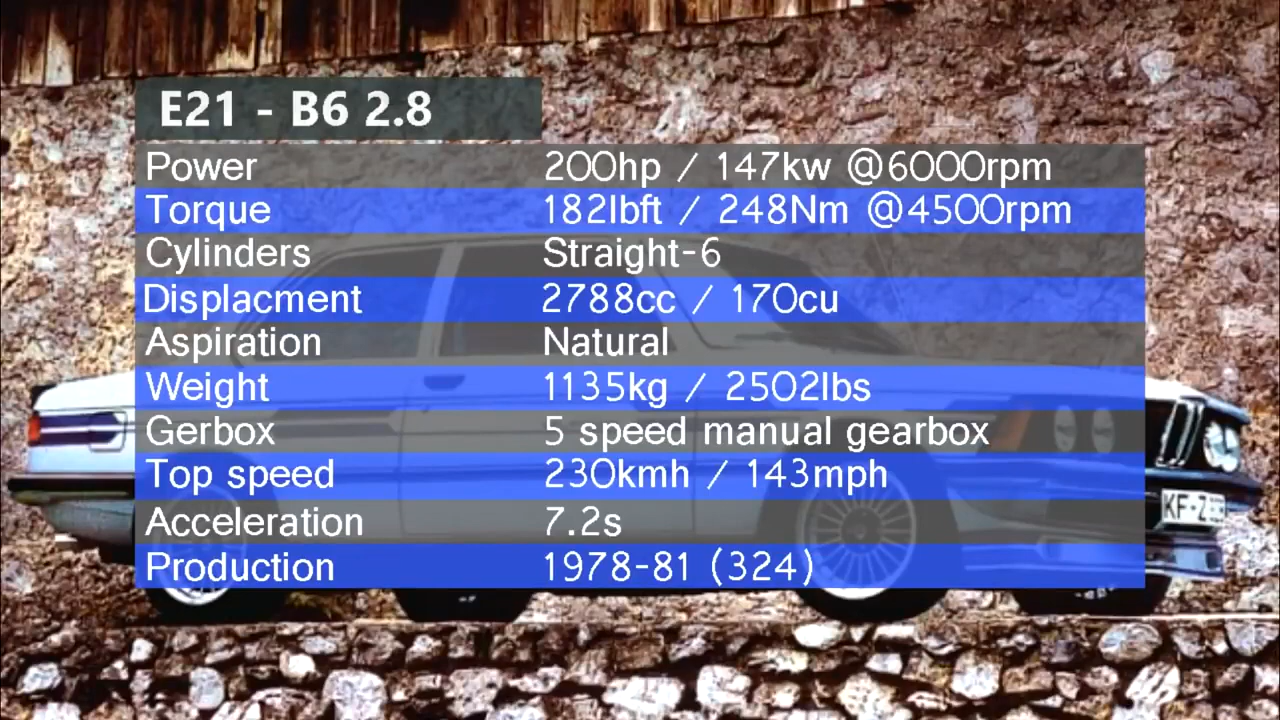 E21 - B6 2.8
Power 200hp / 147kw @6000rpm
Torque 182lbft / 248Nm @4500rpm
Cylinders Straight-6
Displacment 2788cc / 170cu
Aspiration Natural
Weight 1135kg / 2502lbs
Gerbox 5 speed manual gearbox
Top speed 230kmh / 143mph
Acceleration 7.2s
Production 1978-81 (324)
KF-Z